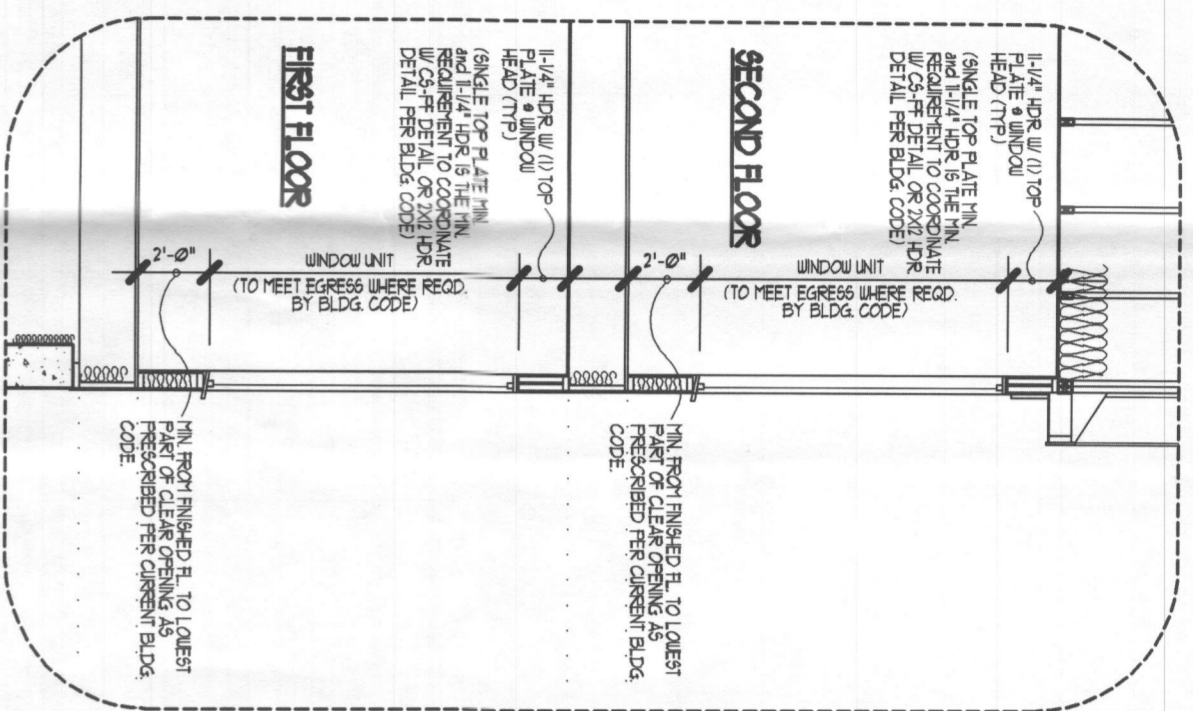 11-1/4" HDR. W/ (1) TOP
PLATE @ WINDOW
HEAD (TYP.)
(SINGLE TOP PLATE MIN.
and 11-1/4" HDR IS THE MIN.
REQUIREMENT TO COORDINATE
W/ CS-PF DETAIL OR 2X12 HDR
DETAIL PER BLDG. CODE)
SECOND FLOOR
WINDOW UNIT
(TO MEET EGRESS WHERE REQD.
BY BLDG. CODE)
2'-0"
MIN. FROM FINISHED FL. TO LOWEST
PART OF CLEAR OPENING AS
PRESCRIBED PER CURRENT BLDG.
CODE.
11-1/4" HDR. W/ (1) TOP
PLATE @ WINDOW
HEAD (TYP.)
(SINGLE TOP PLATE MIN.
and 11-1/4" HDR IS THE MIN.
REQUIREMENT TO COORDINATE
W/ CS-PF DETAIL OR 2X12 HDR
DETAIL PER BLDG. CODE)
FIRST FLOOR
WINDOW UNIT
(TO MEET EGRESS WHERE REQD.
BY BLDG. CODE)
2'-0"
MIN. FROM FINISHED FL. TO LOWEST
PART OF CLEAR OPENING AS
PRESCRIBED PER CURRENT BLDG.
CODE.